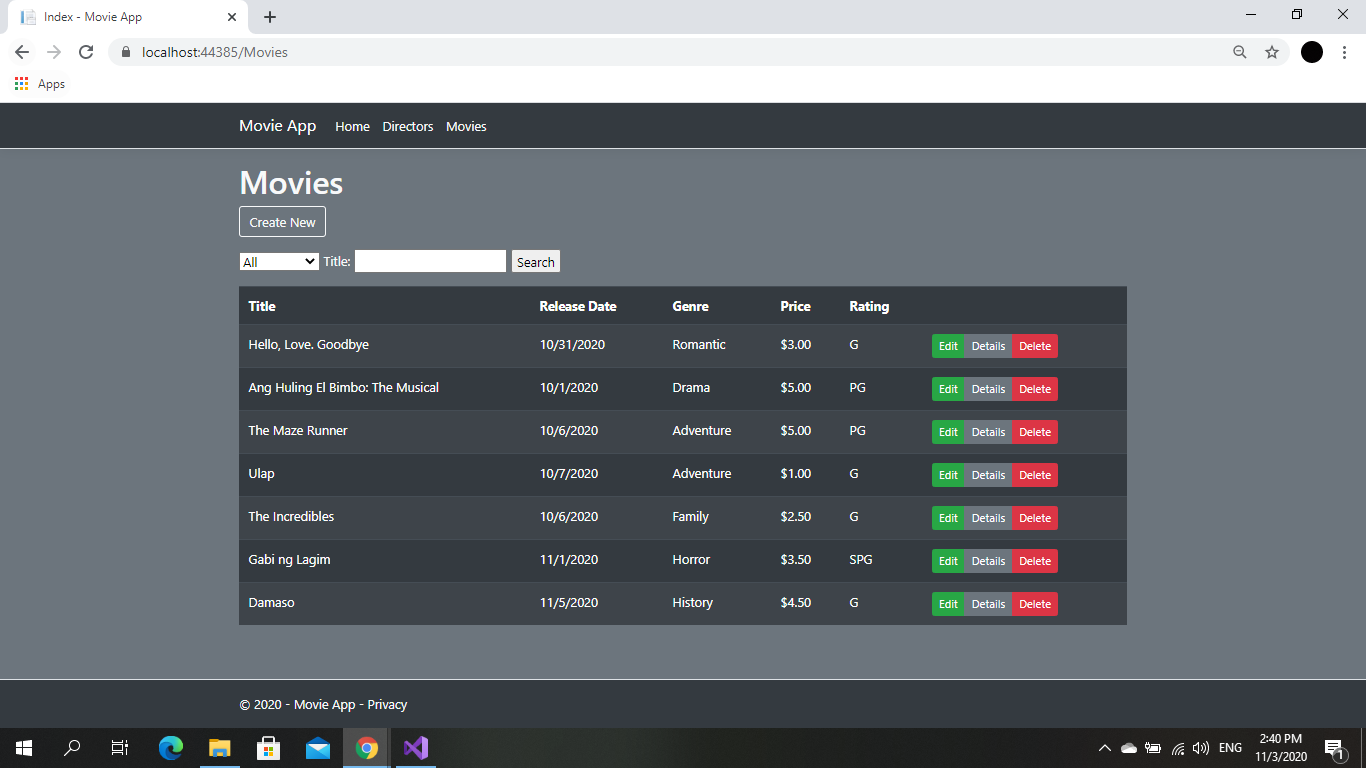 Index - Movie App
localhost:44385/Movies
Apps
Movie App Home Directors Movies
Movies
Create New
All Title: Search
Title Release Date Genre Price Rating
Hello, Love. Goodbye 10/31/2020 Romantic $3.00 G Edit Details Delete
Ang Huling El Bimbo: The Musical 10/1/2020 Drama $5.00 PG Edit Details Delete
The Maze Runner 10/6/2020 Adventure $5.00 PG Edit Details Delete
Ulap 10/7/2020 Adventure $1.00 G Edit Details Delete
The Incredibles 10/6/2020 Family $2.50 G Edit Details Delete
Gabi ng Lagim 11/1/2020 Horror $3.50 SPG Edit Details Delete
Damaso 11/5/2020 History $4.50 G Edit Details Delete
© 2020 - Movie App - Privacy
ENG
2:40 PM
11/3/2020
1